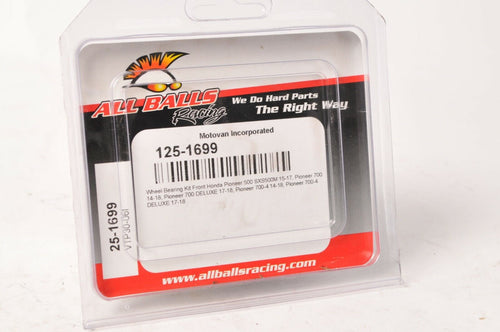 ALL BALLS
Racing
We Do Hard Parts
The Right Way
Motovan Incorporated
125-1699
Wheel Bearing Kit Front Honda Pioneer 500 SXS500M 15-17, Pioneer 700
14-18, Pioneer 700 DELUXE 17-18, Pioneer 700-4 14-18, Pioneer 700-4
DELUXE 17-18
25-1699
VTP30-06I
www.allballsracing.com